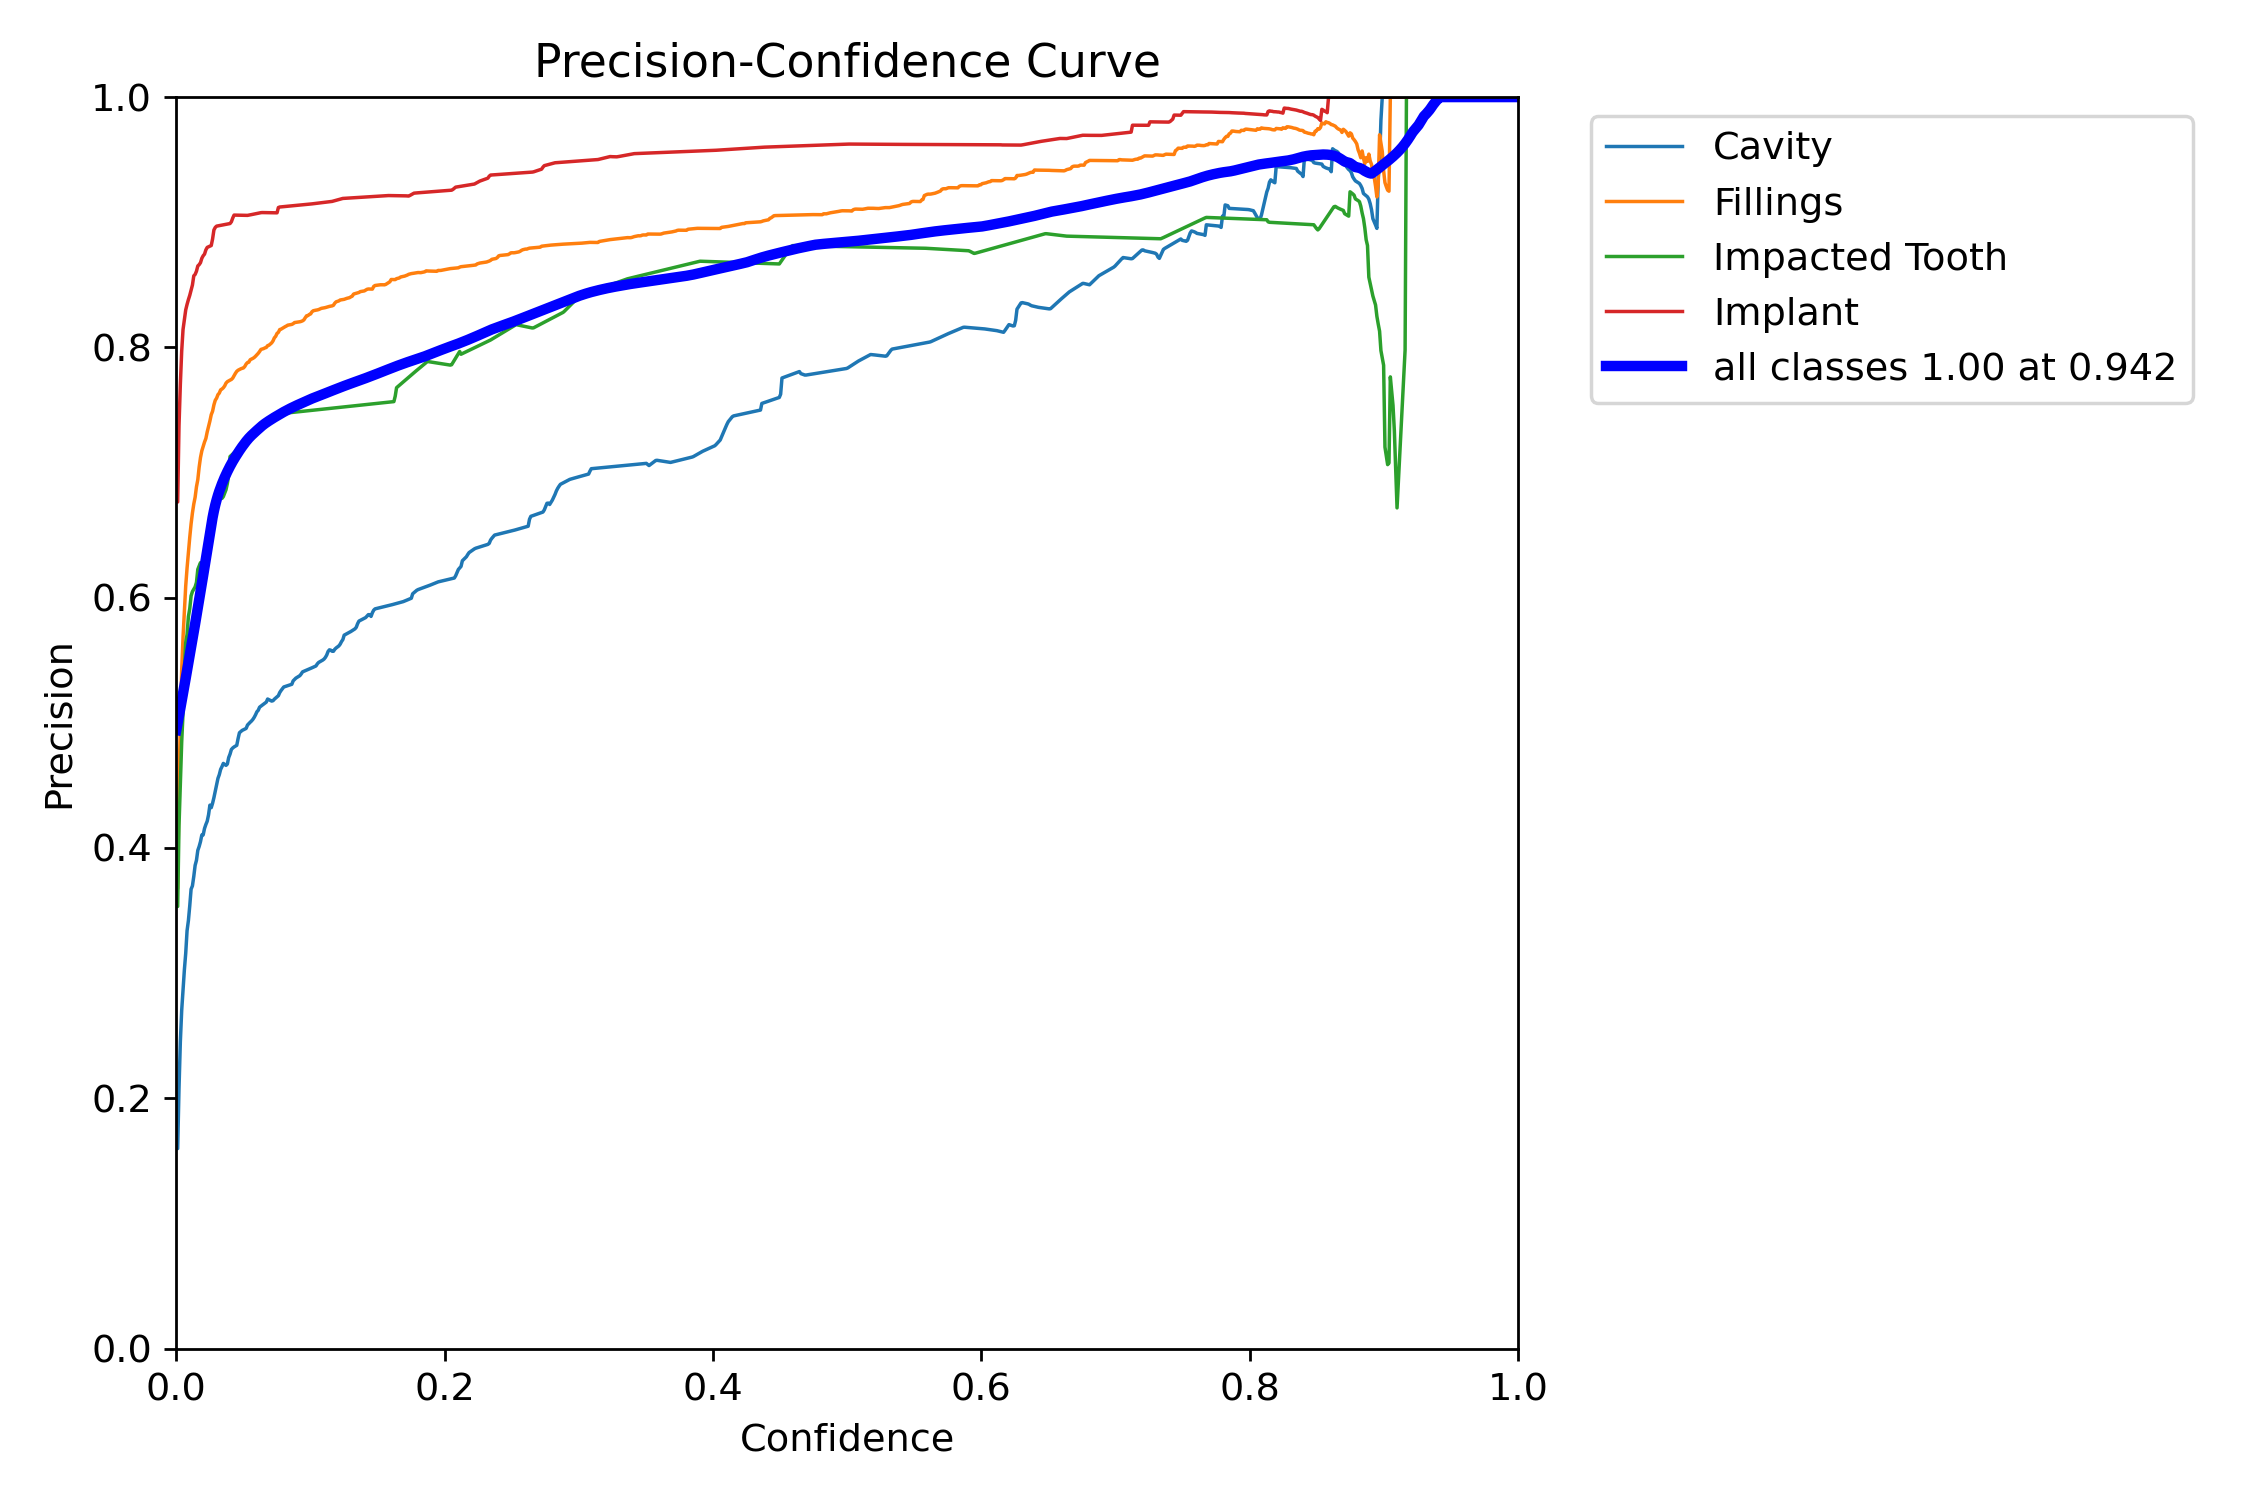 Precision-Confidence Curve
1.0
0.8
0.6
0.4
0.2
0.0
Precision
0.0 0.2 0.4 0.6 0.8 1.0
Confidence
Cavity
Fillings
Impacted Tooth
Implant
all classes 1.00 at 0.942